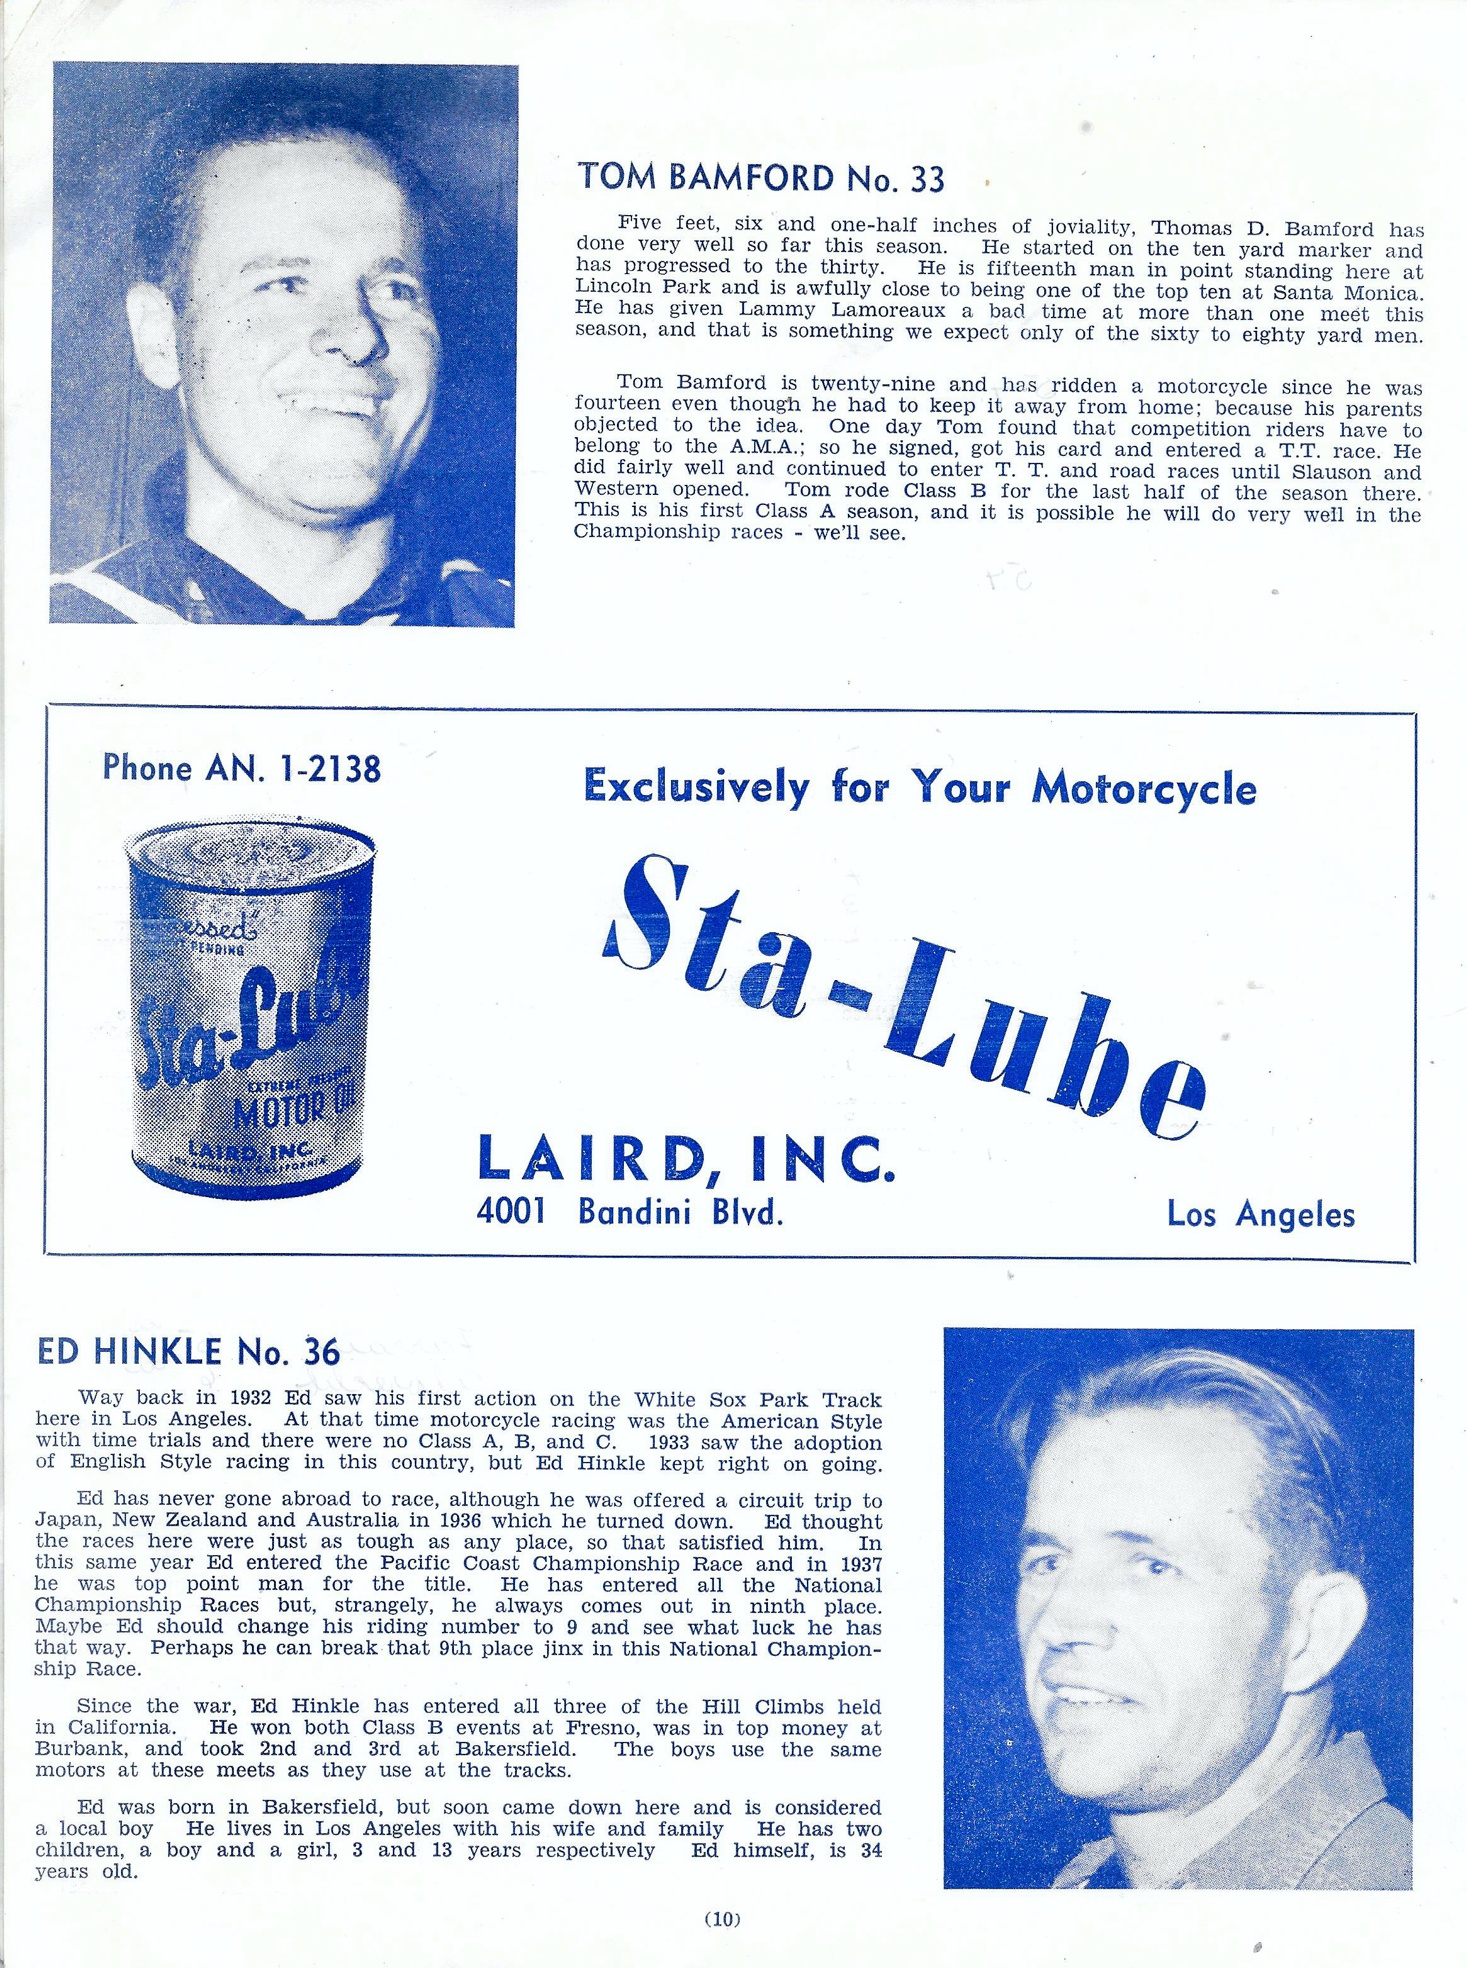 TOM BAMFORD No. 33
Five feet, six and one-half inches of joviality, Thomas D. Bamford has
done very well so far this season. He started on the ten yard marker and
has progressed to the thirty. He is fifteenth man in point standing here at
Lincoln Park and is awfully close to being one of the top ten at Santa Monica.
He has given Lammy Lamoreaux a bad time at more than one meet this
season, and that is something we expect only of the sixty to eighty yard men.
Tom Bamford is twenty-nine and has ridden a motorcycle since he was
fourteen even though he had to keep it away from home; because his parents
objected to the idea. One day Tom found that competition riders have to
belong to the A.M.A.; so he signed, got his card and entered a T.T. race. He
did fairly well and continued to enter T. T. and road races until Slauson and
Western opened. Tom rode Class B for the last half of the season there.
This is his first Class A season, and it is possible he will do very well in the
Championship races - we'll see.
Phone AN. 1-2138
essed"
PENDING
Sta-Lube
EXTREME PRESSURE
MOTOR OIL
LAIRD, INC.
LOS ANGELES • CALIFORNIA
Exclusively for Your Motorcycle
Sta-Lube
LAIRD, INC.
4001 Bandini Blvd. Los Angeles
ED HINKLE No. 36
Way back in 1932 Ed saw his first action on the White Sox Park Track
here in Los Angeles. At that time motorcycle racing was the American Style
with time trials and there were no Class A, B, and C. 1933 saw the adoption
of English Style racing in this country, but Ed Hinkle kept right on going.
Ed has never gone abroad to race, although he was offered a circuit trip to
Japan, New Zealand and Australia in 1936 which he turned down. Ed thought
the races here were just as tough as any place, so that satisfied him. In
this same year Ed entered the Pacific Coast Championship Race and in 1937
he was top point man for the title. He has entered all the National
Championship Races but, strangely, he always comes out in ninth place.
Maybe Ed should change his riding number to 9 and see what luck he has
that way. Perhaps he can break that 9th place jinx in this National Champion-
ship Race.
Since the war, Ed Hinkle has entered all three of the Hill Climbs held
in California. He won both Class B events at Fresno, was in top money at
Burbank, and took 2nd and 3rd at Bakersfield. The boys use the same
motors at these meets as they use at the tracks.
Ed was born in Bakersfield, but soon came down here and is considered
a local boy He lives in Los Angeles with his wife and family He has two
children, a boy and a girl, 3 and 13 years respectively Ed himself, is 34
years old.
(10)